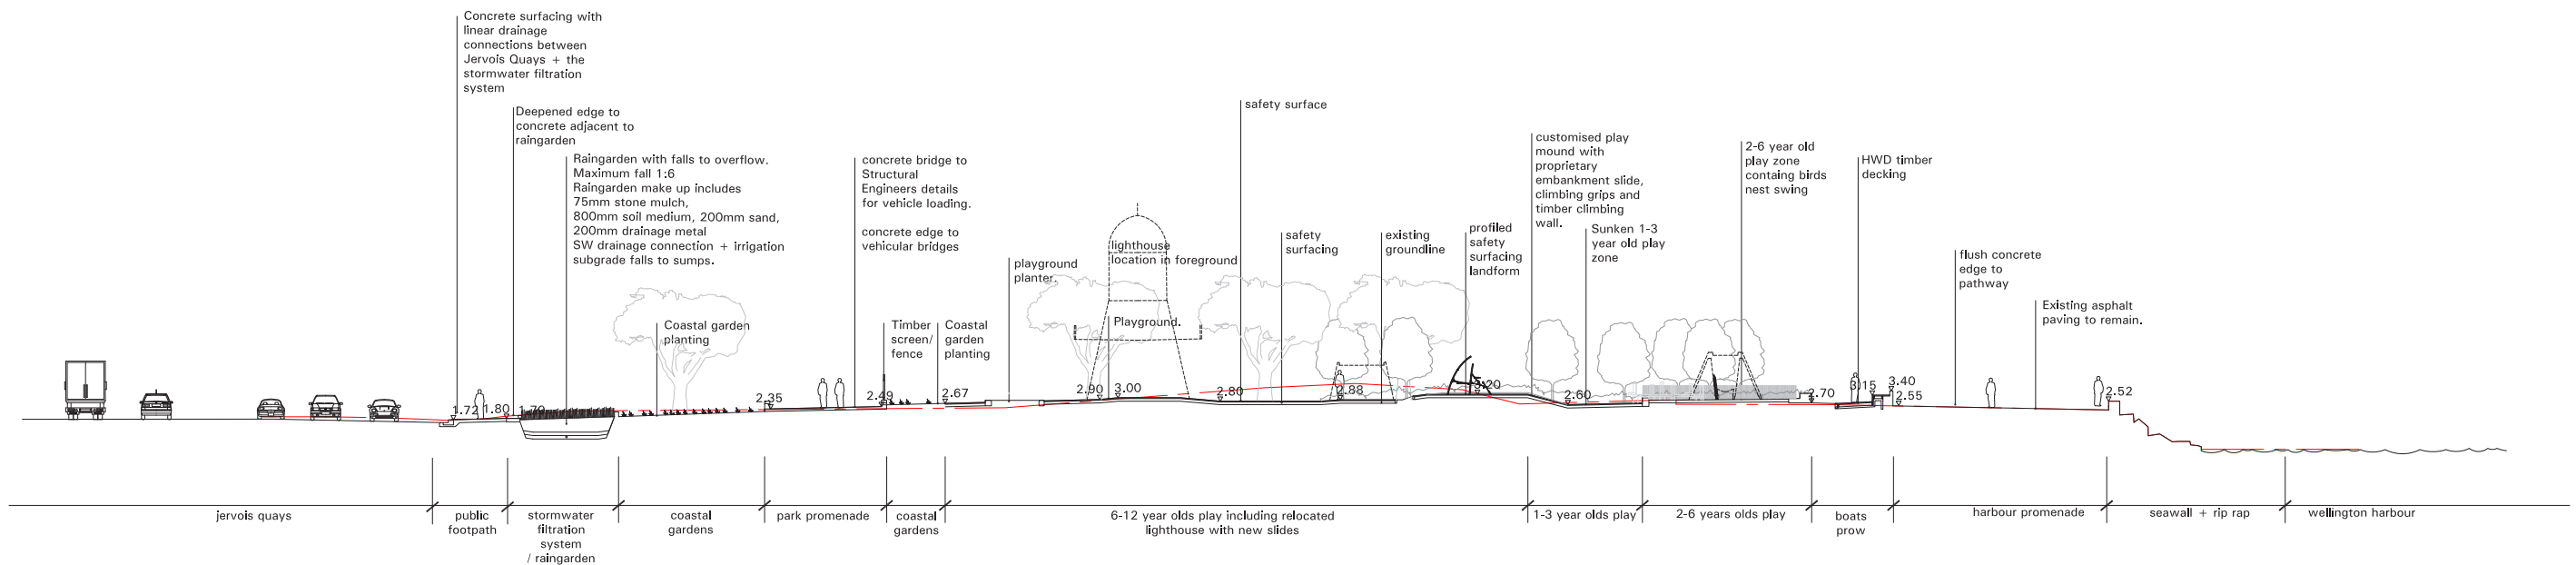 Concrete surfacing with
linear drainage
connections between
Jervois Quays + the
stormwater filtration
system
Deepened edge to
concrete adjacent to
raingarden
Raingarden with falls to overflow.
Maximum fall 1:6
Raingarden make up includes
75mm stone mulch,
800mm soil medium, 200mm sand,
200mm drainage metal
SW drainage connection + irrigation
subgrade falls to sumps.
Coastal garden
planting
concrete bridge to
Structural
Engineers details
for vehicle loading.
concrete edge to
vehicular bridges
Timber
screen/
fence
Coastal
garden
planting
playground
planter.
lighthouse
location in foreground
Playground.
safety surface
safety
surfacing
existing
groundline
profiled
safety
surfacing
landform
customised play
mound with
proprietary
embankment slide,
climbing grips and
timber climbing
wall.
Sunken 1-3
year old play
zone
2-6 year old
play zone
containg birds
nest swing
HWD timber
decking
flush concrete
edge to
pathway
Existing asphalt
paving to remain.
1.72
1.80
1.70
2.35
2.49
2.67
2.90
3.00
2.80
2.88
3.20
2.60
2.70
3.15
3.40
2.55
2.52
jervois quays
public
footpath
stormwater
filtration
system
/ raingarden
coastal
gardens
park promenade
coastal
gardens
6-12 year olds play including relocated
lighthouse with new slides
1-3 year olds play
2-6 years olds play
boats
prow
harbour promenade
seawall + rip rap
wellington harbour